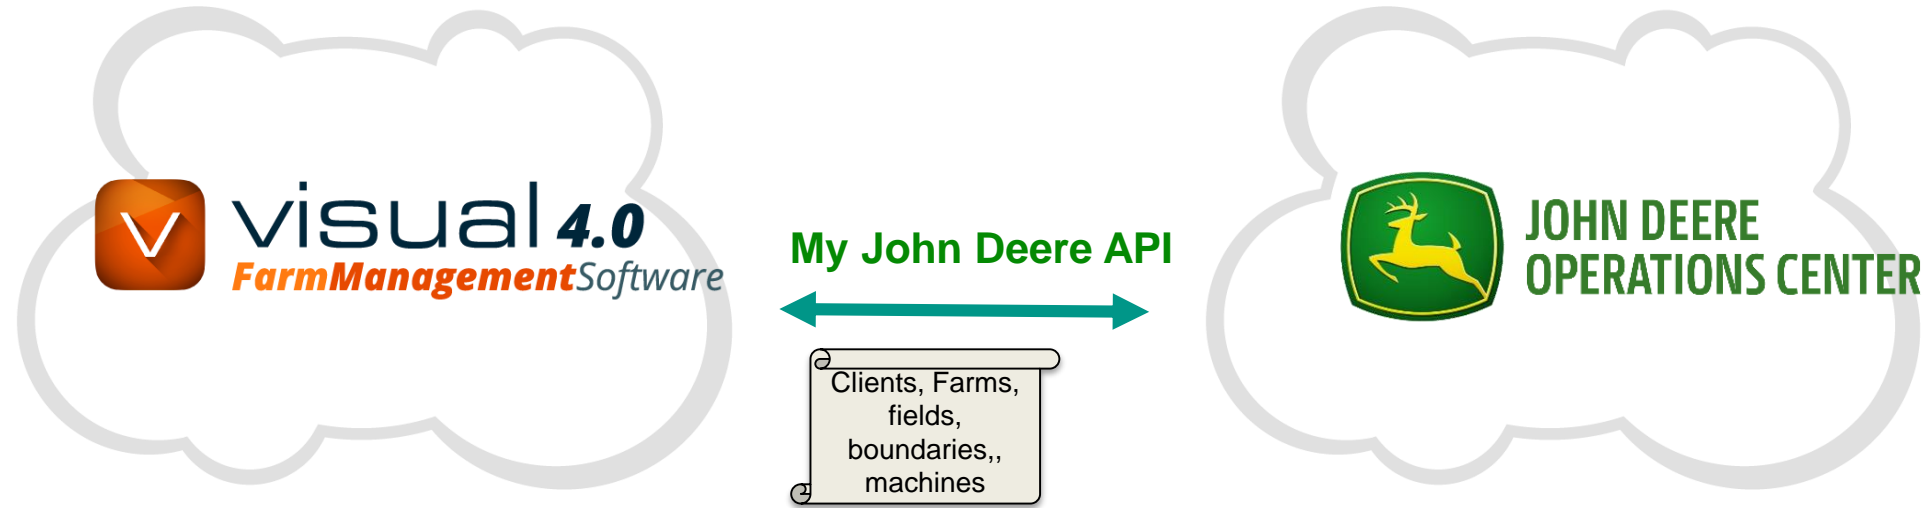 V visual 4.0
FarmManagementSoftware
My John Deere API
Clients, Farms,
fields,
boundaries,,
machines
JOHN DEERE
OPERATIONS CENTER